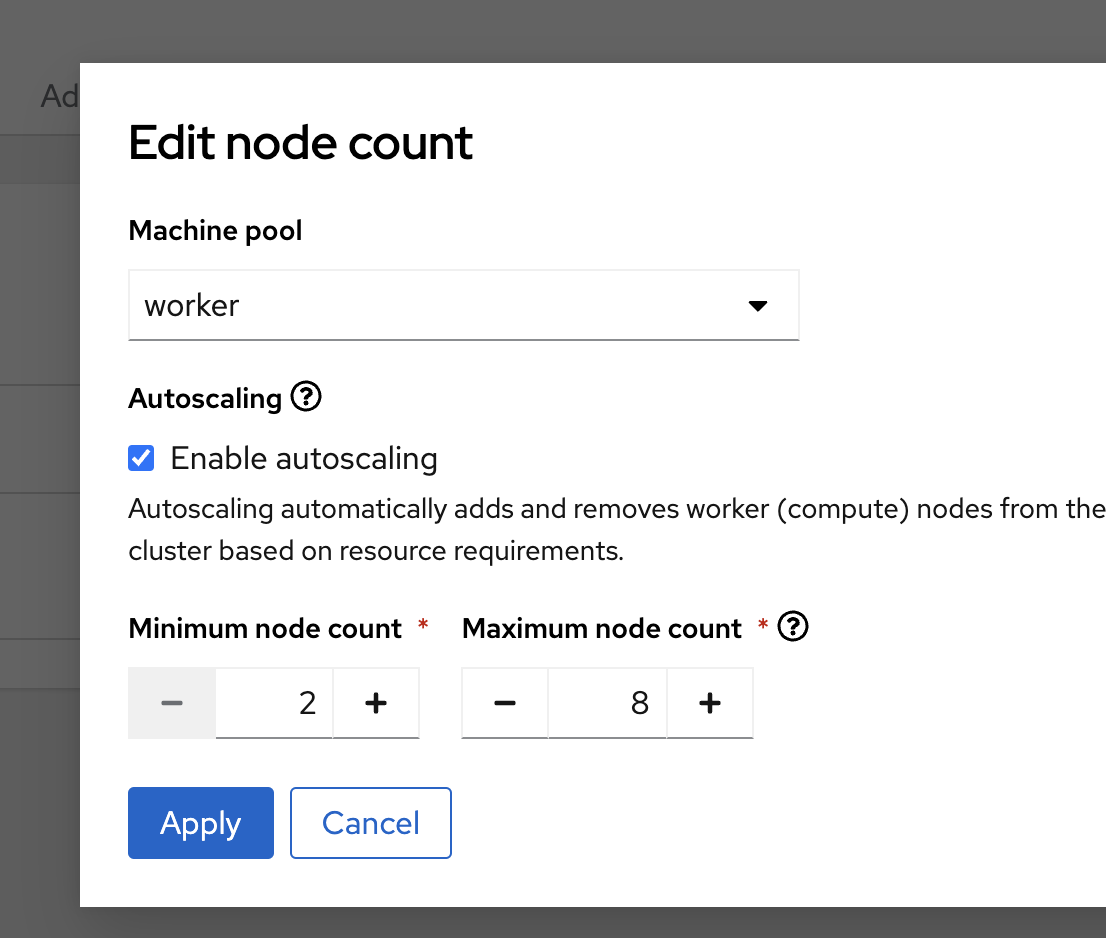 Ad
Edit node count
Machine pool
worker
Autoscaling ?
Enable autoscaling
Autoscaling automatically adds and removes worker (compute) nodes from the
cluster based on resource requirements.
Minimum node count * Maximum node count * ?
− 2 + − 8 +
Apply Cancel